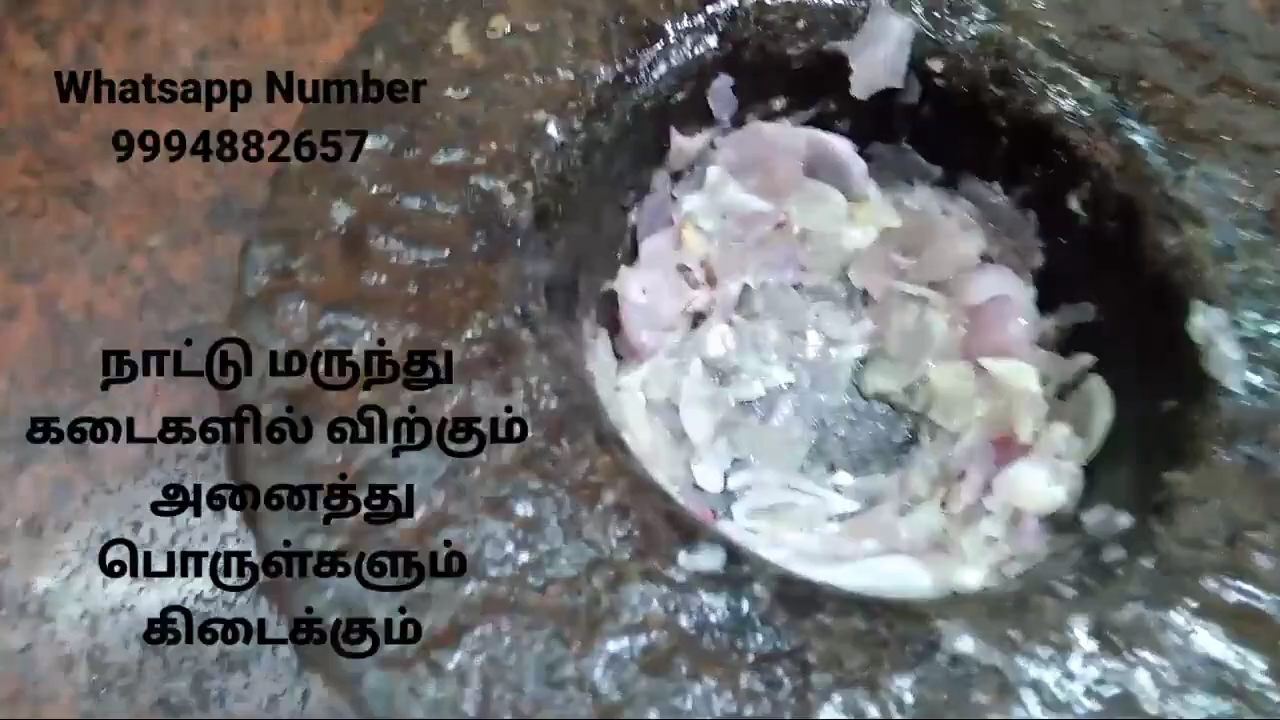 Whatsapp Number
9994882657
நாட்டு மருந்து
கடைகளில் விற்கும்
அனைத்து
பொருள்களும்
கிடைக்கும்